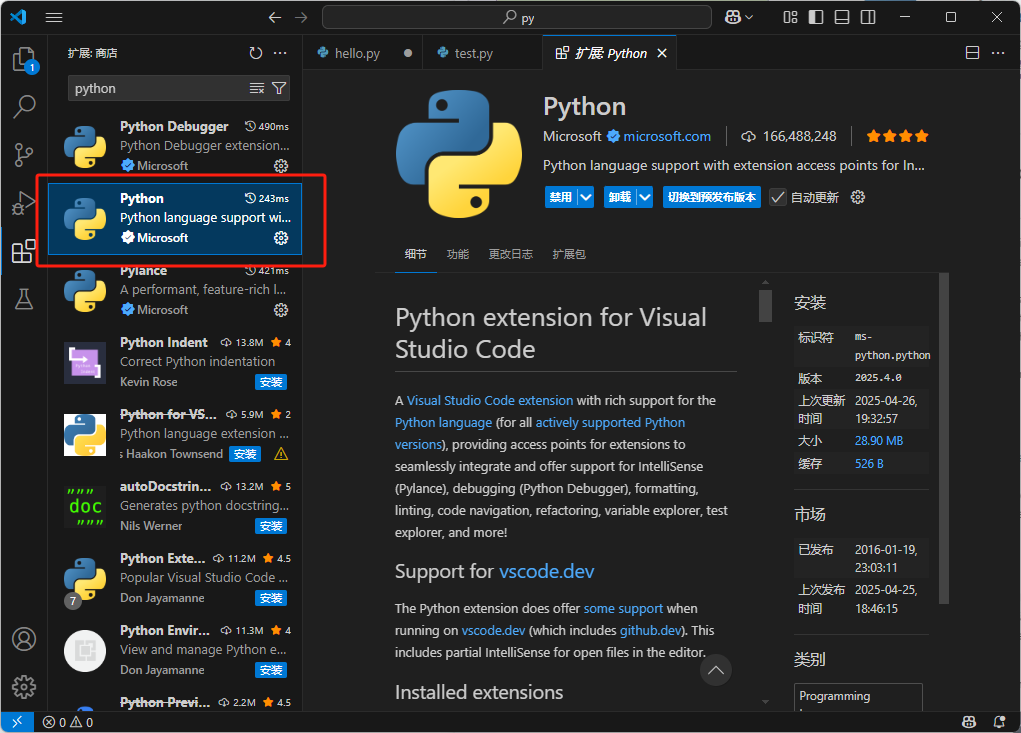 py
扩展: 商店
python
1
Python Debugger 490ms
Python Debugger extension...
Microsoft
Python 243ms
Python language support wi...
Microsoft
Pylance 421ms
A performant, feature-rich l...
Microsoft
Python Indent 13.8M 4
Correct Python indentation
Kevin Rose 安装
Python for VS... 5.9M 2
Python language extension ...
s Haakon Townsend 安装
""" doc """
autoDocstrin... 13.2M 5
Generates python docstring...
Nils Werner 安装
Python Exte... 11.2M 4.5
Popular Visual Studio Code ...
7
Don Jayamanne 安装
Python Envir... 11.3M 4
View and manage Python e...
Don Jayamanne 安装
Python Previ... 2.2M 4.5
0 0
hello.py
test.py
扩展: Python
Python
Microsoft microsoft.com 166,488,248
Python language support with extension access points for In...
禁用 卸载 切换到预发布版本 自动更新
细节 功能 更改日志 扩展包
Python extension for Visual
Studio Code
A Visual Studio Code extension with rich support for the
Python language (for all actively supported Python
versions), providing access points for extensions to
seamlessly integrate and offer support for IntelliSense
(Pylance), debugging (Python Debugger), formatting,
linting, code navigation, refactoring, variable explorer, test
explorer, and more!
Support for vscode.dev
The Python extension does offer some support when
running on vscode.dev (which includes github.dev). This
includes partial IntelliSense for open files in the editor.
Installed extensions
安装
标识符 ms-
python.python
版本 2025.4.0
上次更新 2025-04-26,
时间 19:32:57
大小 28.90 MB
缓存 526 B
市场
已发布 2016-01-19,
23:03:11
上次发布 2025-04-25,
时间 18:46:15
类别
Programming